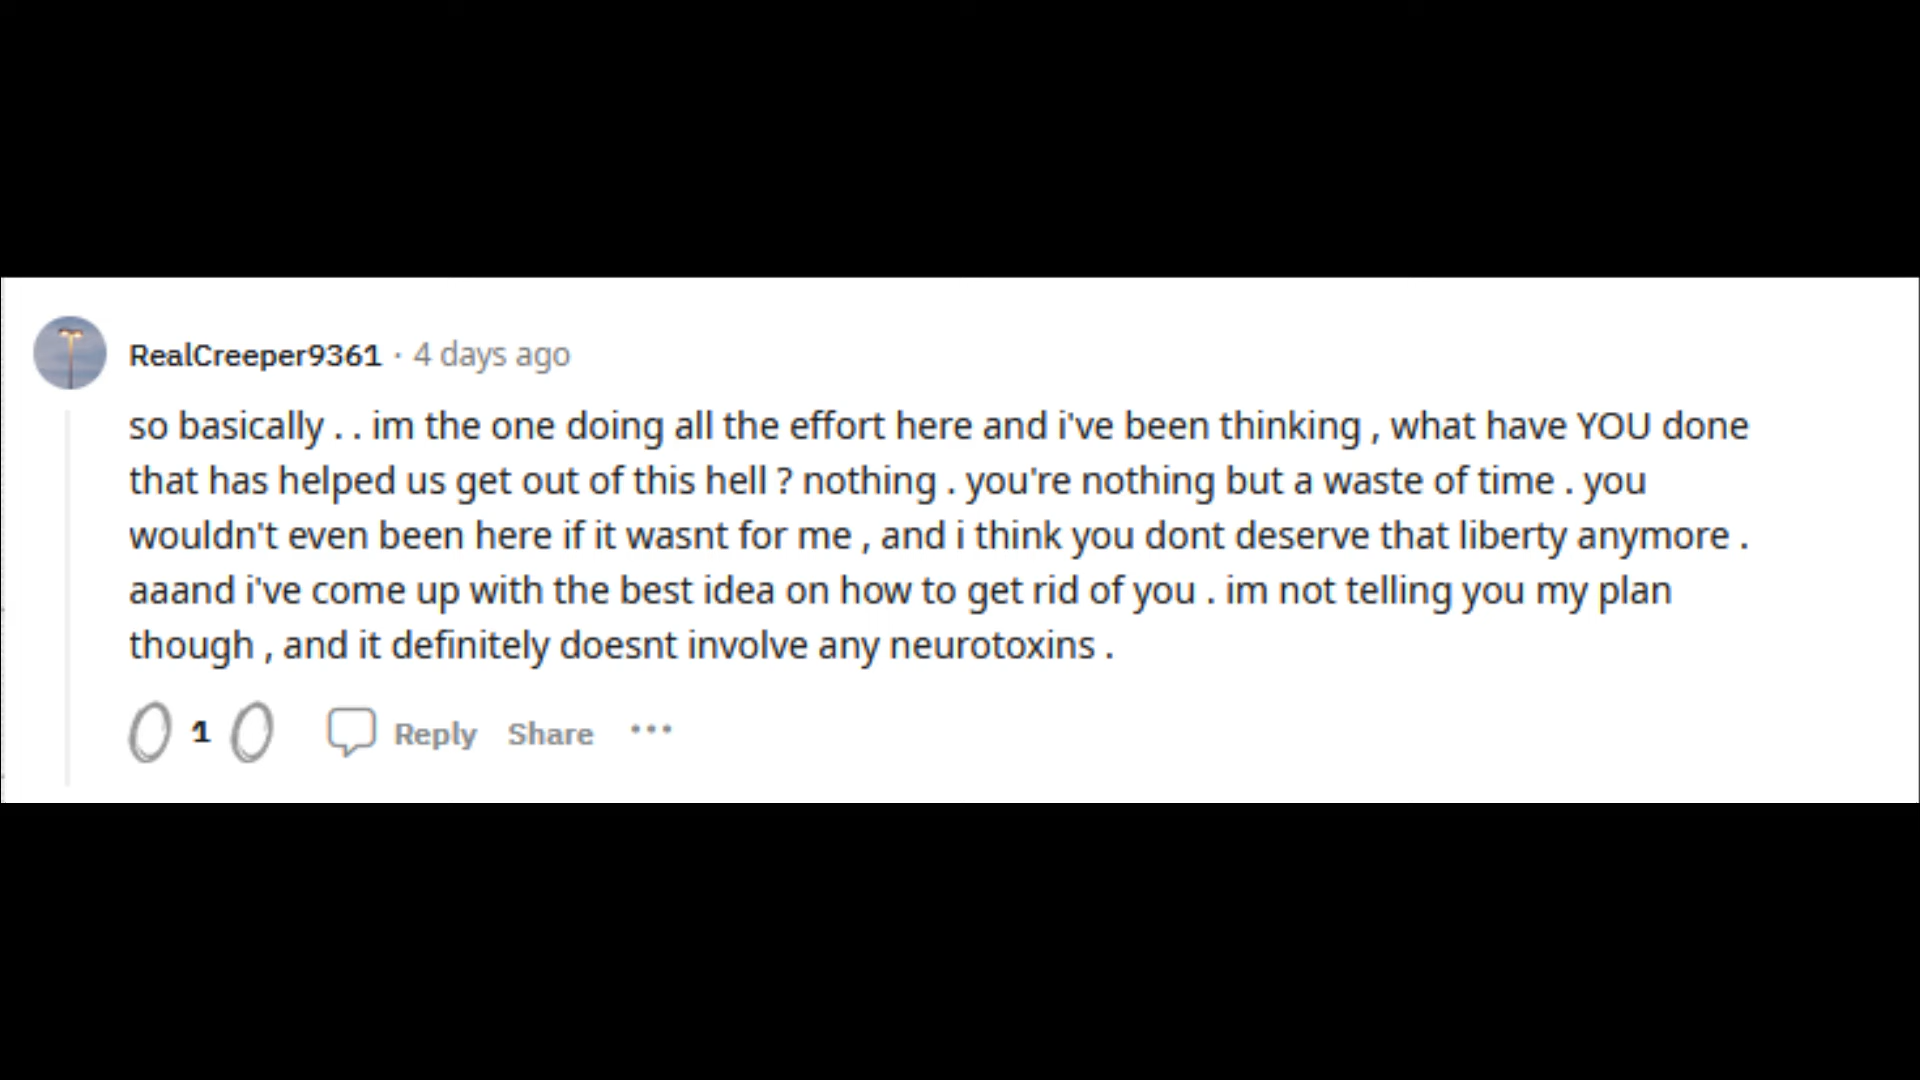 RealCreeper9361 · 4 days ago
so basically . . im the one doing all the effort here and i've been thinking , what have YOU done
that has helped us get out of this hell ? nothing . you're nothing but a waste of time . you
wouldn't even been here if it wasnt for me , and i think you dont deserve that liberty anymore .
aaand i've come up with the best idea on how to get rid of you . im not telling you my plan
though , and it definitely doesnt involve any neurotoxins .
1 Reply Share ···